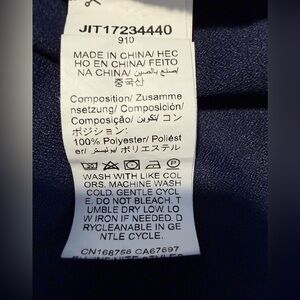 JIT17234440
910
MADE IN CHINA/ HEC
HO EN CHINA/ FEITO
NA CHINA/ صنع بالصين/
중국산
Composition/ Zusamme
nsetzung/ Composición/
Composição/ تكوين/ コン
ポジション:
100% Polyester/ Poliést
er/ بوليستر/ ポリエステル
WASH WITH LIKE COL
ORS. MACHINE WASH
COLD. GENTLE CYCL
E. DO NOT BLEACH. T
UMBLE DRY LOW. LO
W IRON IF NEEDED. D
RYCLEANABLE IN GE
NTLE CYCLE.
CN168756 CA67697